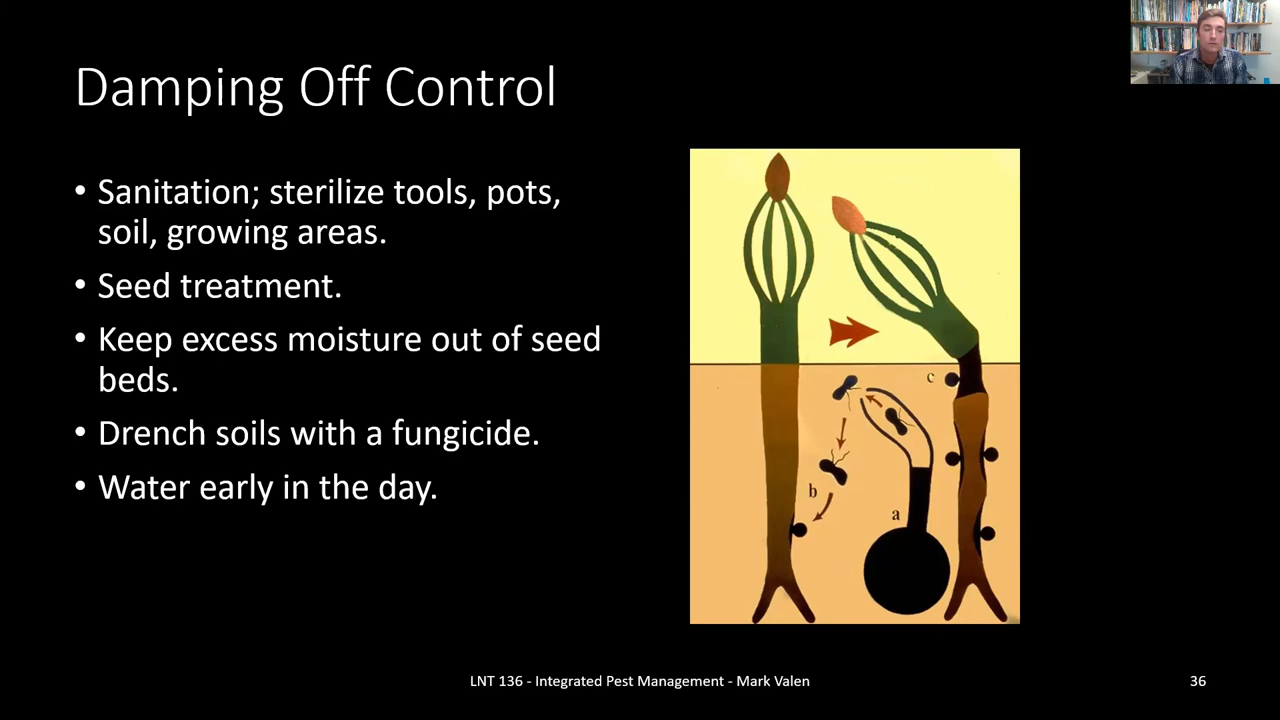 Damping Off Control
• Sanitation; sterilize tools, pots,
soil, growing areas.
• Seed treatment.
• Keep excess moisture out of seed
beds.
• Drench soils with a fungicide.
• Water early in the day.
c
b
a
LNT 136 - Integrated Pest Management - Mark Valen
36